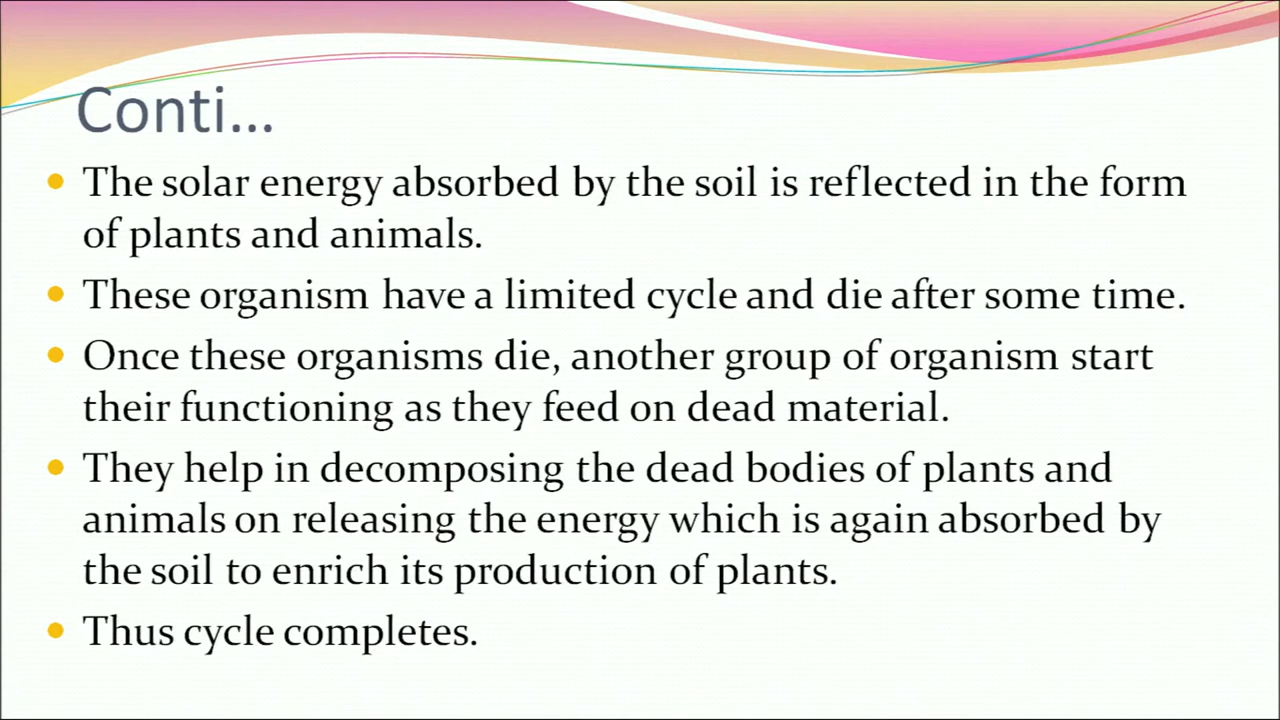 Conti...
The solar energy absorbed by the soil is reflected in the form
of plants and animals.
These organism have a limited cycle and die after some time.
Once these organisms die, another group of organism start
their functioning as they feed on dead material.
They help in decomposing the dead bodies of plants and
animals on releasing the energy which is again absorbed by
the soil to enrich its production of plants.
Thus cycle completes.